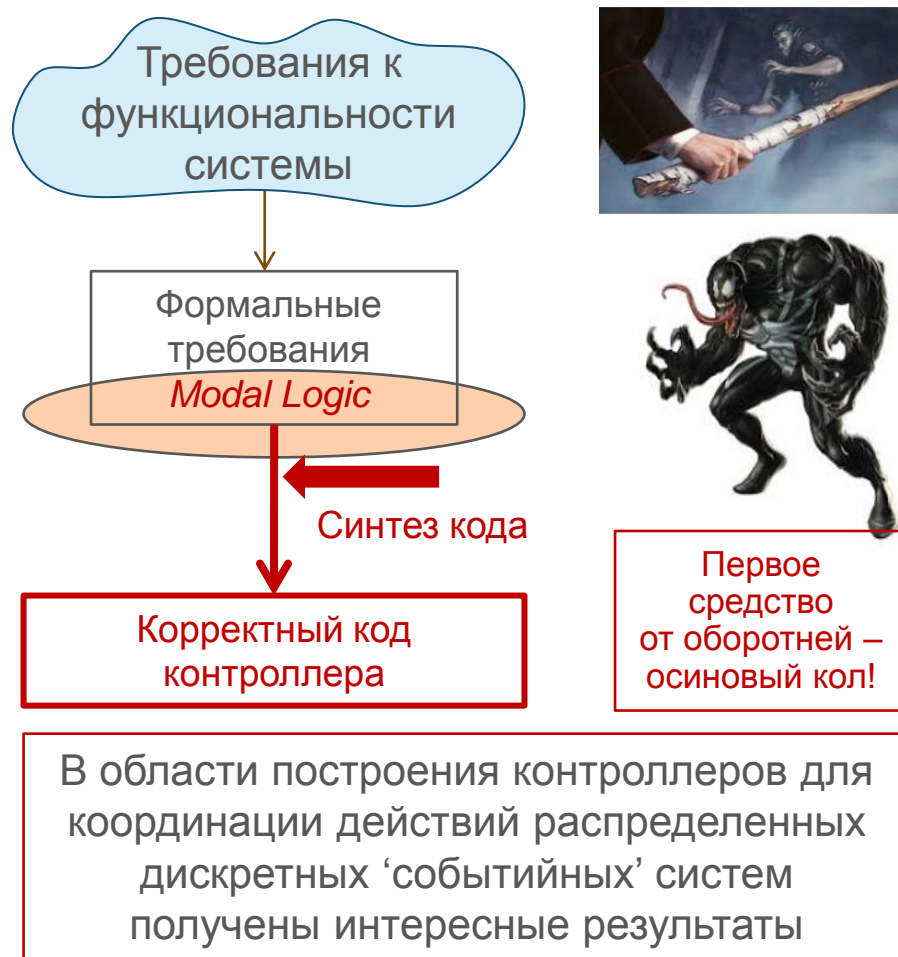 Требования к
функциональности
системы
Формальные
требования
Modal Logic
Синтез кода
Корректный код
контроллера
Первое
средство
от оборотней –
осиновый кол!
В области построения контроллеров для
координации действий распределенных
дискретных ‘событийных’ систем
получены интересные результаты